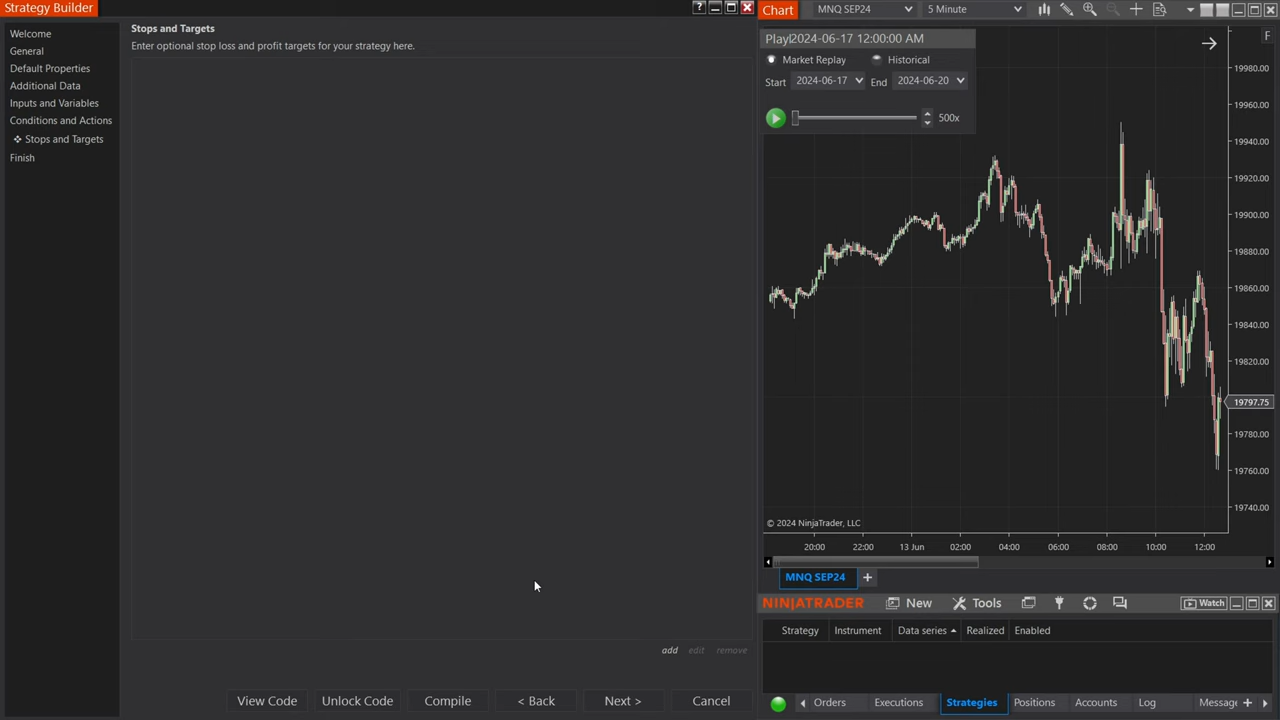 Strategy Builder
?
Welcome
General
Default Properties
Additional Data
Inputs and Variables
Conditions and Actions
Stops and Targets
Finish
Stops and Targets
Enter optional stop loss and profit targets for your strategy here.
add edit remove
View Code Unlock Code Compile < Back Next > Cancel
Chart MNQ SEP24 5 Minute
Playl2024-06-17 12:00:00 AM
Market Replay Historical
Start 2024-06-17 End 2024-06-20
500x
F
19980.00
19960.00
19940.00
19920.00
19900.00
19880.00
19860.00
19840.00
19820.00
19797.75
19780.00
19760.00
19740.00
© 2024 NinjaTrader, LLC
20:00 22:00 13 Jun 02:00 04:00 06:00 08:00 10:00 12:00
MNQ SEP24 +
NINJATRADER New Tools Watch
Strategy Instrument Data series Realized Enabled
Orders Executions Strategies Positions Accounts Log Messag +